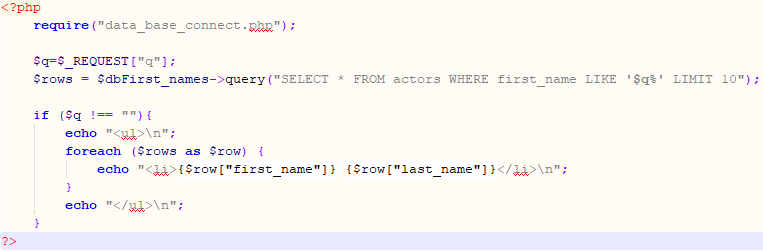 <?php
require("data_base_connect.php");
$q=$_REQUEST["q"];
$rows = $dbFirst_names->query("SELECT * FROM actors WHERE first_name LIKE '$q%' LIMIT 10");
if ($q !== ""){
echo "<ul>\n";
foreach ($rows as $row) {
echo "<li>{$row["first_name"]} {$row["last_name"]}</li>\n";
}
echo "</ul>\n";
}
?>